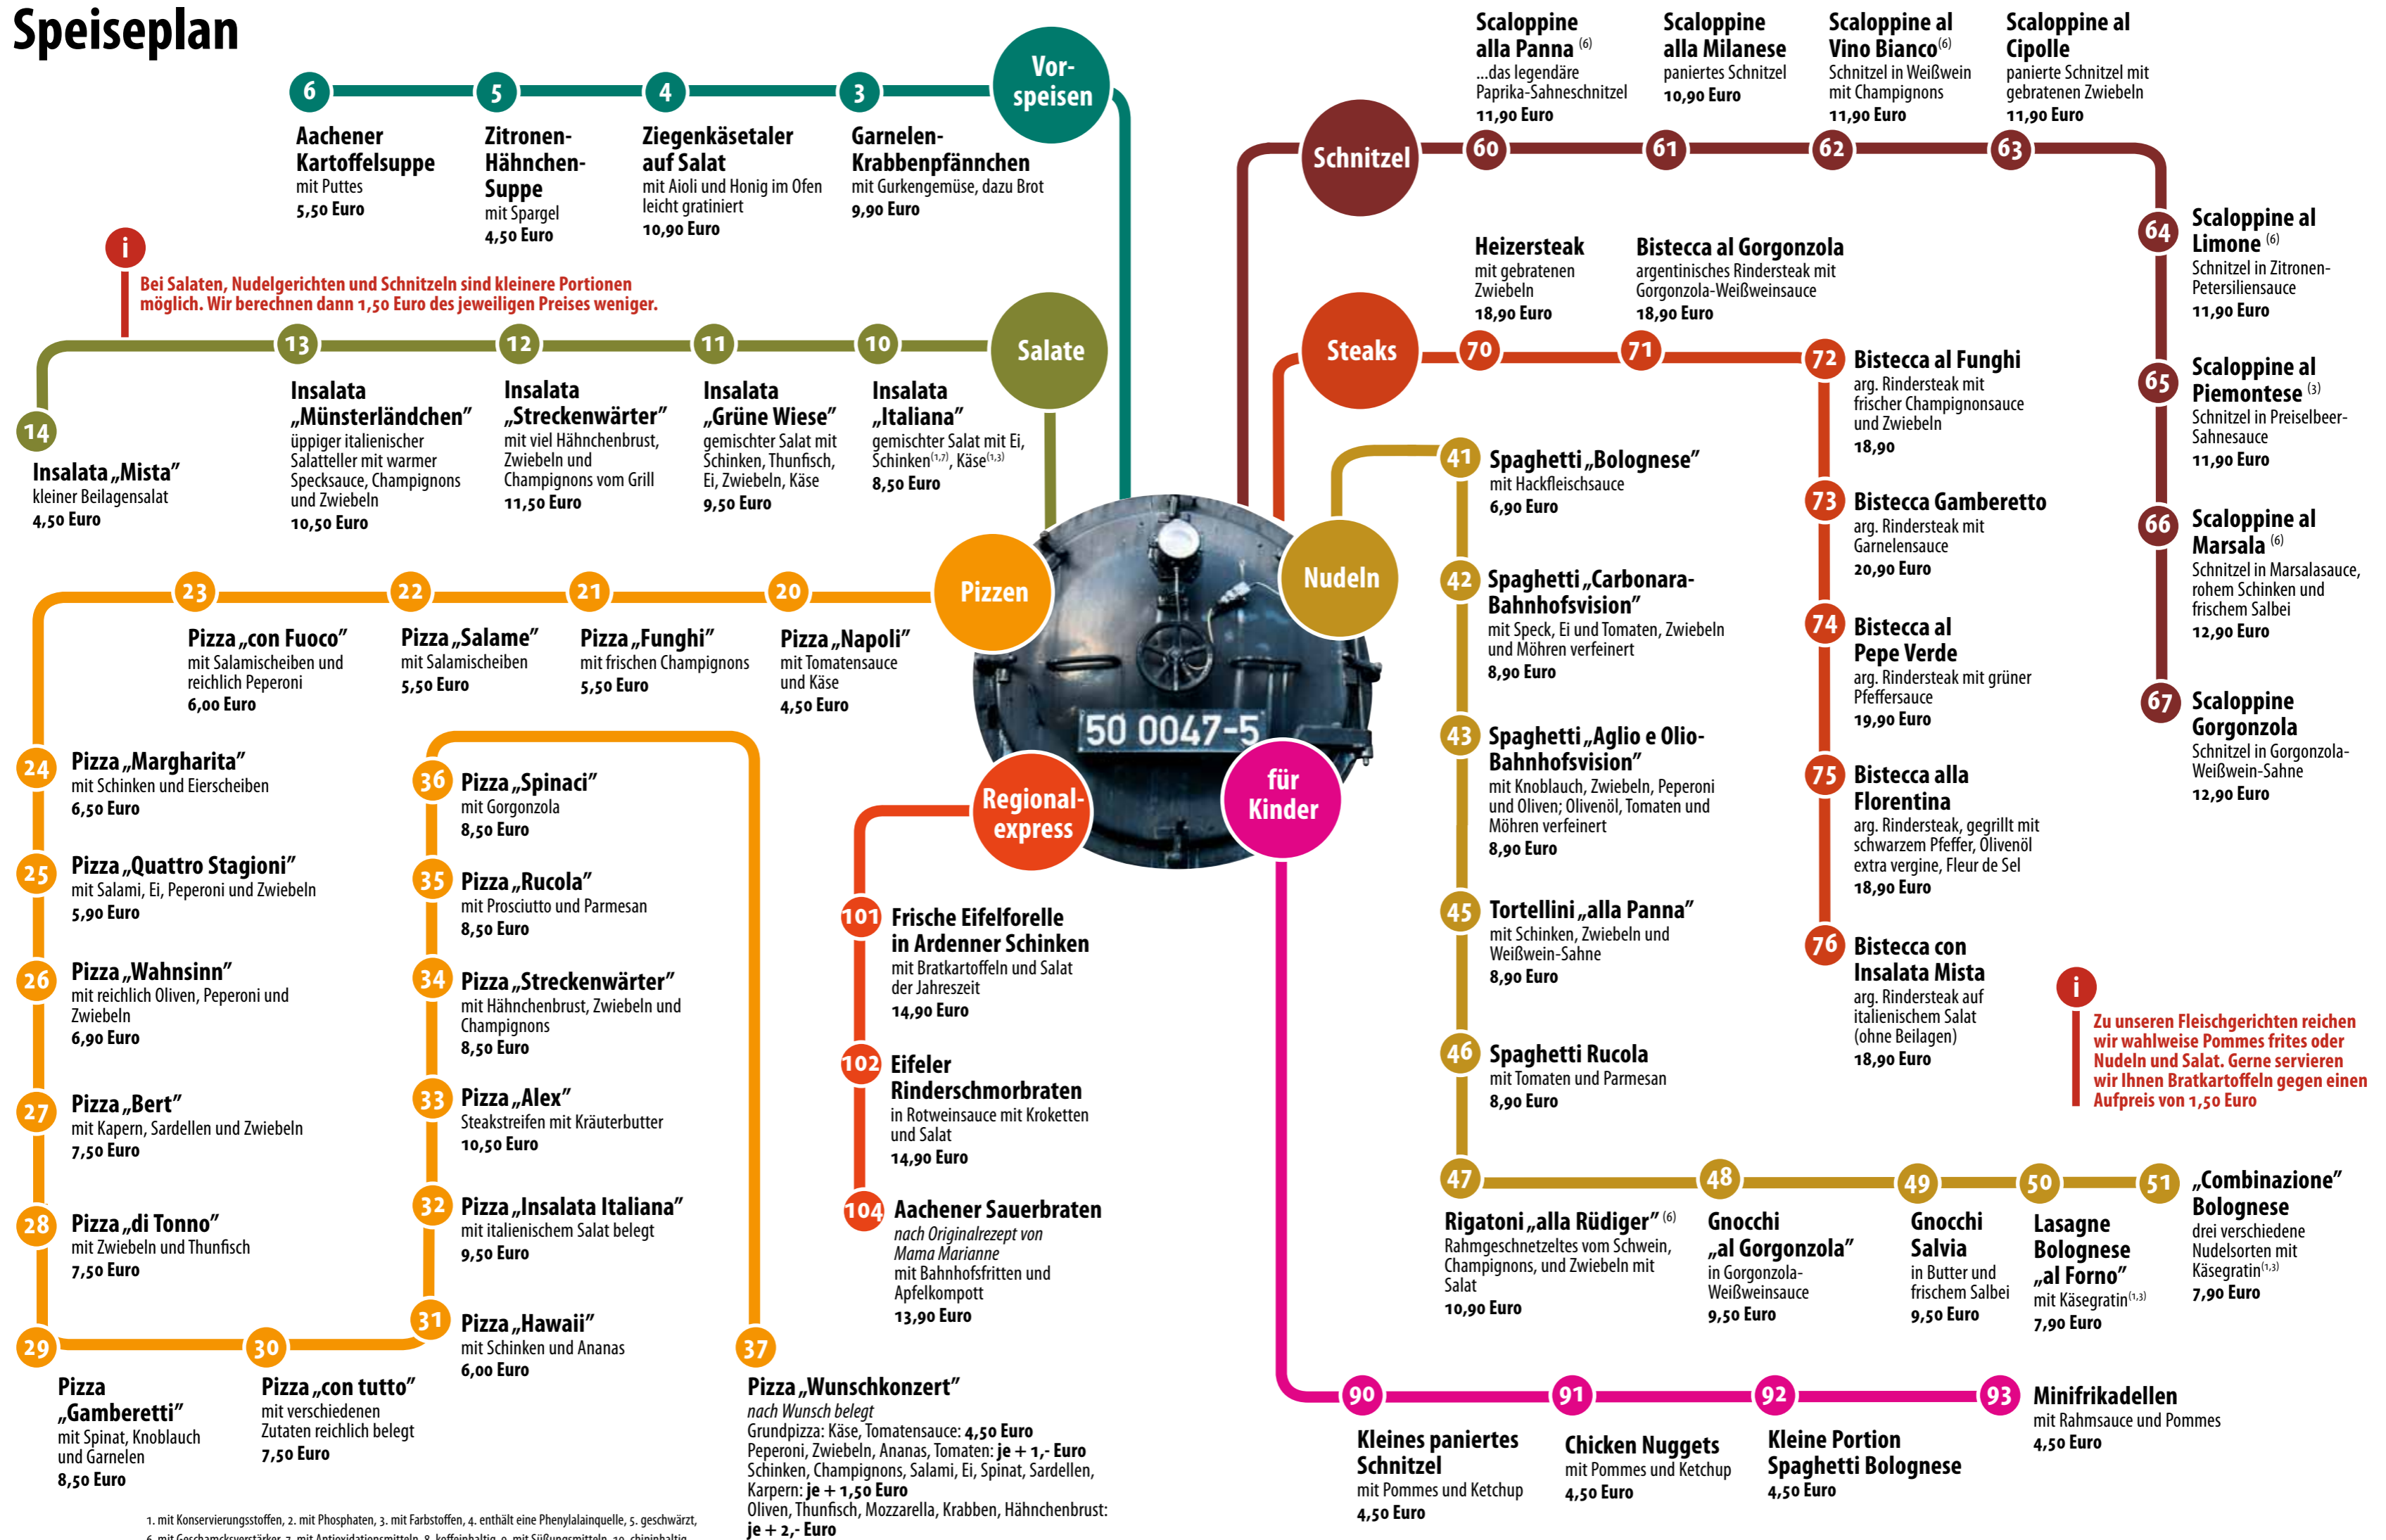 Speiseplan
Vor-
speisen
6
5
4
3
Aachener
Kartoffelsuppe
mit Puttes
5,50 Euro
Zitronen-
Hähnchen-
Suppe
mit Spargel
4,50 Euro
Ziegenkäsetaler
auf Salat
mit Aioli und Honig im Ofen
leicht gratiniert
10,90 Euro
Garnelen-
Krabbenpfännchen
mit Gurkengemüse, dazu Brot
9,90 Euro
i
Bei Salaten, Nudelgerichten und Schnitzeln sind kleinere Portionen
möglich. Wir berechnen dann 1,50 Euro des jeweiligen Preises weniger.
Salate
14
13
12
11
10
Insalata „Mista”
kleiner Beilagensalat
4,50 Euro
Insalata
„Münsterländchen”
üppiger italienischer
Salatteller mit warmer
Specksauce, Champignons
und Zwiebeln
10,50 Euro
Insalata
„Streckenwärter”
mit viel Hähnchenbrust,
Zwiebeln und
Champignons vom Grill
11,50 Euro
Insalata
„Grüne Wiese”
gemischter Salat mit
Schinken, Thunfisch,
Ei, Zwiebeln, Käse
9,50 Euro
Insalata
„Italiana”
gemischter Salat mit Ei,
Schinken(1,7), Käse(1,3)
8,50 Euro
Pizzen
23
22
21
20
Pizza „con Fuoco”
mit Salamischeiben und
reichlich Peperoni
6,00 Euro
Pizza „Salame”
mit Salamischeiben
5,50 Euro
Pizza „Funghi”
mit frischen Champignons
5,50 Euro
Pizza „Napoli”
mit Tomatensauce
und Käse
4,50 Euro
24
Pizza „Margharita”
mit Schinken und Eierscheiben
6,50 Euro
25
Pizza „Quattro Stagioni”
mit Salami, Ei, Peperoni und Zwiebeln
5,90 Euro
26
Pizza „Wahnsinn”
mit reichlich Oliven, Peperoni und
Zwiebeln
6,90 Euro
27
Pizza „Bert”
mit Kapern, Sardellen und Zwiebeln
7,50 Euro
28
Pizza „di Tonno”
mit Zwiebeln und Thunfisch
7,50 Euro
29
Pizza
„Gamberetti”
mit Spinat, Knoblauch
und Garnelen
8,50 Euro
30
Pizza „con tutto”
mit verschiedenen
Zutaten reichlich belegt
7,50 Euro
36
Pizza „Spinaci”
mit Gorgonzola
8,50 Euro
35
Pizza „Rucola”
mit Prosciutto und Parmesan
8,50 Euro
34
Pizza „Streckenwärter”
mit Hähnchenbrust, Zwiebeln und
Champignons
8,50 Euro
33
Pizza „Alex”
Steakstreifen mit Kräuterbutter
10,50 Euro
32
Pizza „Insalata Italiana”
mit italienischem Salat belegt
9,50 Euro
31
Pizza „Hawaii”
mit Schinken und Ananas
6,00 Euro
37
Pizza „Wunschkonzert”
nach Wunsch belegt
Grundpizza: Käse, Tomatensauce: 4,50 Euro
Peperoni, Zwiebeln, Ananas, Tomaten: je + 1,- Euro
Schinken, Champignons, Salami, Ei, Spinat, Sardellen,
Karpern: je + 1,50 Euro
Oliven, Thunfisch, Mozzarella, Krabben, Hähnchenbrust:
je + 2,- Euro
50 0047-5
Regional-
express
101
Frische Eifelforelle
in Ardenner Schinken
mit Bratkartoffeln und Salat
der Jahreszeit
14,90 Euro
102
Eifeler
Rinderschmorbraten
in Rotweinsauce mit Kroketten
und Salat
14,90 Euro
104
Aachener Sauerbraten
nach Originalrezept von
Mama Marianne
mit Bahnhofsfritten und
Apfelkompott
13,90 Euro
Schnitzel
Scaloppine
alla Panna (6)
...das legendäre
Paprika-Sahneschnitzel
11,90 Euro
60
Scaloppine
alla Milanese
paniertes Schnitzel
10,90 Euro
61
Scaloppine al
Vino Bianco(6)
Schnitzel in Weißwein
mit Champignons
11,90 Euro
62
Scaloppine al
Cipolle
panierte Schnitzel mit
gebratenen Zwiebeln
11,90 Euro
63
64
Scaloppine al
Limone (6)
Schnitzel in Zitronen-
Petersiliensauce
11,90 Euro
65
Scaloppine al
Piemontese (3)
Schnitzel in Preiselbeer-
Sahnesauce
11,90 Euro
66
Scaloppine al
Marsala (6)
Schnitzel in Marsalasauce,
rohem Schinken und
frischem Salbei
12,90 Euro
67
Scaloppine
Gorgonzola
Schnitzel in Gorgonzola-
Weißwein-Sahne
12,90 Euro
Steaks
Heizersteak
mit gebratenen
Zwiebeln
18,90 Euro
70
Bistecca al Gorgonzola
argentinisches Rindersteak mit
Gorgonzola-Weißweinsauce
18,90 Euro
71
72
Bistecca al Funghi
arg. Rindersteak mit
frischer Champignonsauce
und Zwiebeln
18,90
73
Bistecca Gamberetto
arg. Rindersteak mit
Garnelensauce
20,90 Euro
74
Bistecca al
Pepe Verde
arg. Rindersteak mit grüner
Pfeffersauce
19,90 Euro
75
Bistecca alla
Florentina
arg. Rindersteak, gegrillt mit
schwarzem Pfeffer, Olivenöl
extra vergine, Fleur de Sel
18,90 Euro
76
Bistecca con
Insalata Mista
arg. Rindersteak auf
italienischem Salat
(ohne Beilagen)
18,90 Euro
i
Zu unseren Fleischgerichten reichen
wir wahlweise Pommes frites oder
Nudeln und Salat. Gerne servieren
wir Ihnen Bratkartoffeln gegen einen
Aufpreis von 1,50 Euro
Nudeln
41
Spaghetti „Bolognese”
mit Hackfleischsauce
6,90 Euro
42
Spaghetti „Carbonara-
Bahnhofsvision”
mit Speck, Ei und Tomaten, Zwiebeln
und Möhren verfeinert
8,90 Euro
43
Spaghetti „Aglio e Olio-
Bahnhofsvision”
mit Knoblauch, Zwiebeln, Peperoni
und Oliven; Olivenöl, Tomaten und
Möhren verfeinert
8,90 Euro
45
Tortellini „alla Panna”
mit Schinken, Zwiebeln und
Weißwein-Sahne
8,90 Euro
46
Spaghetti Rucola
mit Tomaten und Parmesan
8,90 Euro
47
Rigatoni „alla Rüdiger” (6)
Rahmgeschnetzeltes vom Schwein,
Champignons, und Zwiebeln mit
Salat
10,90 Euro
48
Gnocchi
„al Gorgonzola”
in Gorgonzola-
Weißweinsauce
9,50 Euro
49
Gnocchi
Salvia
in Butter und
frischem Salbei
9,50 Euro
50
Lasagne
Bolognese
„al Forno”
mit Käsegratin(1,3)
7,90 Euro
51
„Combinazione”
Bolognese
drei verschiedene
Nudelsorten mit
Käsegratin(1,3)
7,90 Euro
für
Kinder
90
Kleines paniertes
Schnitzel
mit Pommes und Ketchup
4,50 Euro
91
Chicken Nuggets
mit Pommes und Ketchup
4,50 Euro
92
Kleine Portion
Spaghetti Bolognese
4,50 Euro
93
Minifrikadellen
mit Rahmsauce und Pommes
4,50 Euro
1. mit Konservierungsstoffen, 2. mit Phosphaten, 3. mit Farbstoffen, 4. enthält eine Phenylalainquelle, 5. geschwärzt,
6. mit Geschamcksverstärker, 7. mit Antioxidationsmitteln, 8. koffeinhaltig, 9. mit Süßungsmitteln, 10. chininhaltig